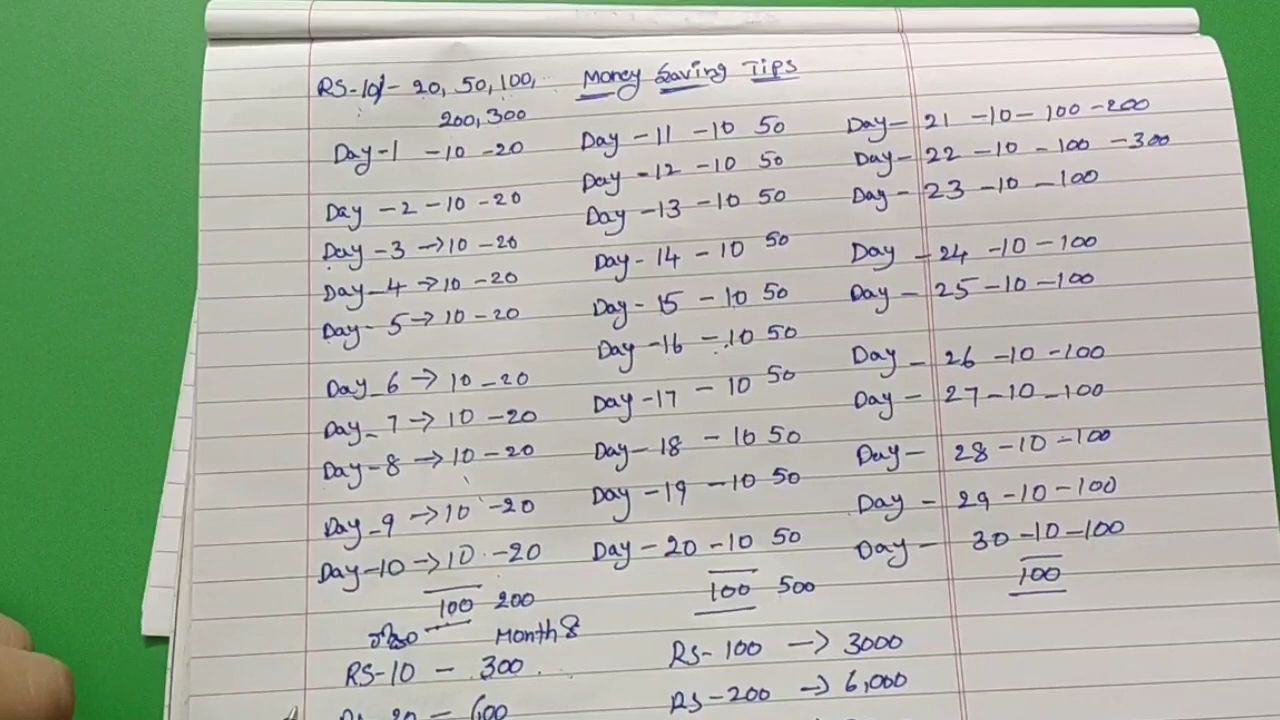 RS-10/- 20, 50, 100,
200, 300
Money Saving Tips
Day-1 -10 -20
Day -2 -10 -20
Day -3 →10 -20
Day-4 →10 -20
Day- 5→10 -20
Day-6 →10 -20
Day-7 →10 -20
Day-8 →10 -20
Day-9 →10 -20
Day-10 →10 -20
100 200
Day -11 -10 50
Day -12 -10 50
Day -13 -10 50
Day- 14 -10 50
Day -15 -10 50
Day -16 -10 50
Day -17 -10 50
Day- 18 -10 50
Day -19 -10 50
Day -20 -10 50
100 500
Day- 21 -10- 100 -200
Day- 22 -10 -100 -300
Day- 23 -10 -100
Day -24 -10 -100
Day -25 -10 -100
Day -26 -10 -100
Day - 27 -10 -100
Day- 28 -10 -100
Day - 29 -10 -100
Day- 30 -10 -100
100
Month
RS-10 - 300
RS-100 → 3000
RS-20 - 600
RS-200 → 6,000